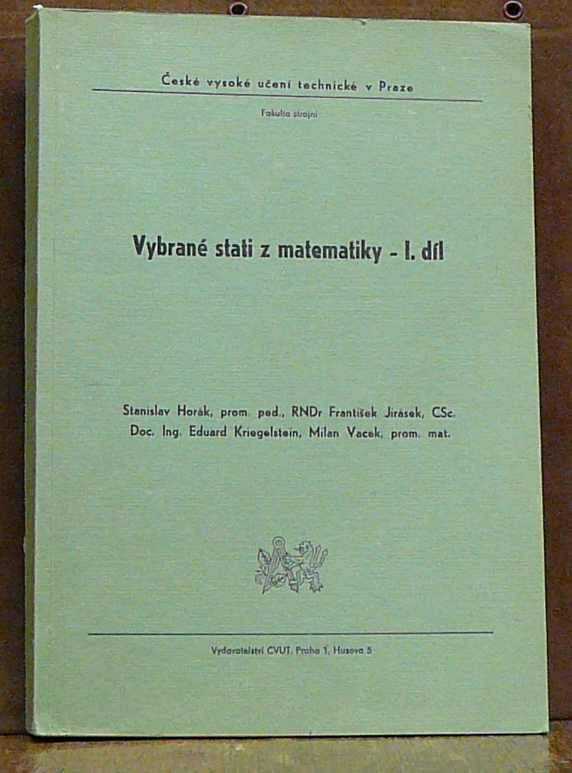 České vysoké učení technické v Praze
Fakulta strojní
Vybrané stati z matematiky - I. díl
Stanislav Horák, prom. ped., RNDr František Jirásek, CSc.
Doc. Ing. Eduard Kriegelstein, Milan Vacek, prom. mat.
Vydavatelství ČVUT, Praha 1, Husova 5